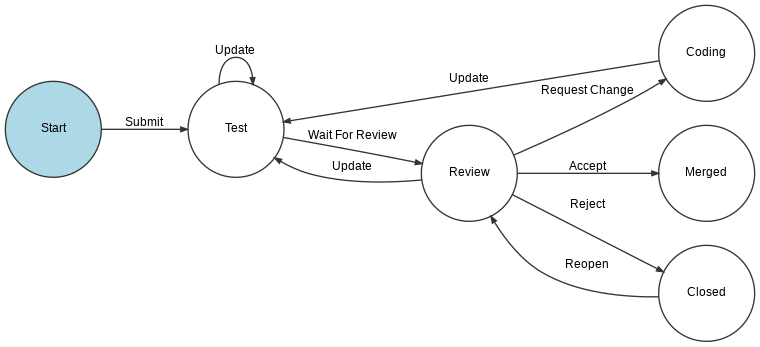 Update
Coding
Update
Request Change
Submit
Start
Test
Wait For Review
Update
Review
Accept
Merged
Reject
Reopen
Closed